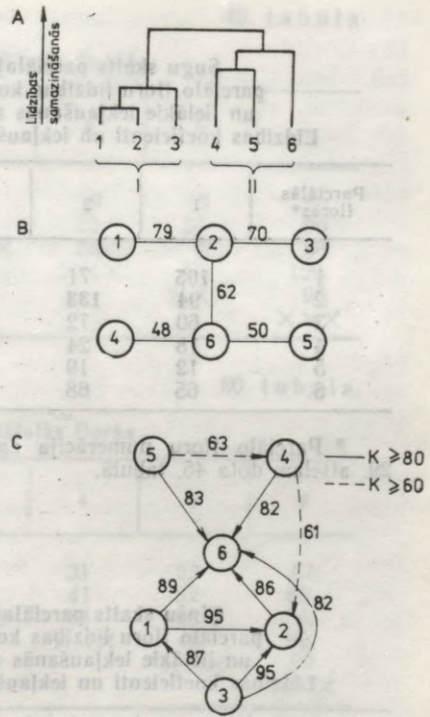 A
Līdzības samazināšanās
1 2 3 4 5 6
I II
B
1 79 2 70 3
62
4 48 6 50 5
C
5 63 4
K ⩾ 80
K ⩾ 60
83 82 61
6
89 86 82
95
1 2
87 95
3